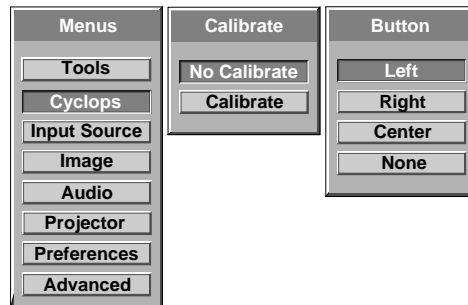 Menus
Tools
Cyclops
Input Source
Image
Audio
Projector
Preferences
Advanced
Calibrate
No Calibrate
Calibrate
Button
Left
Right
Center
None